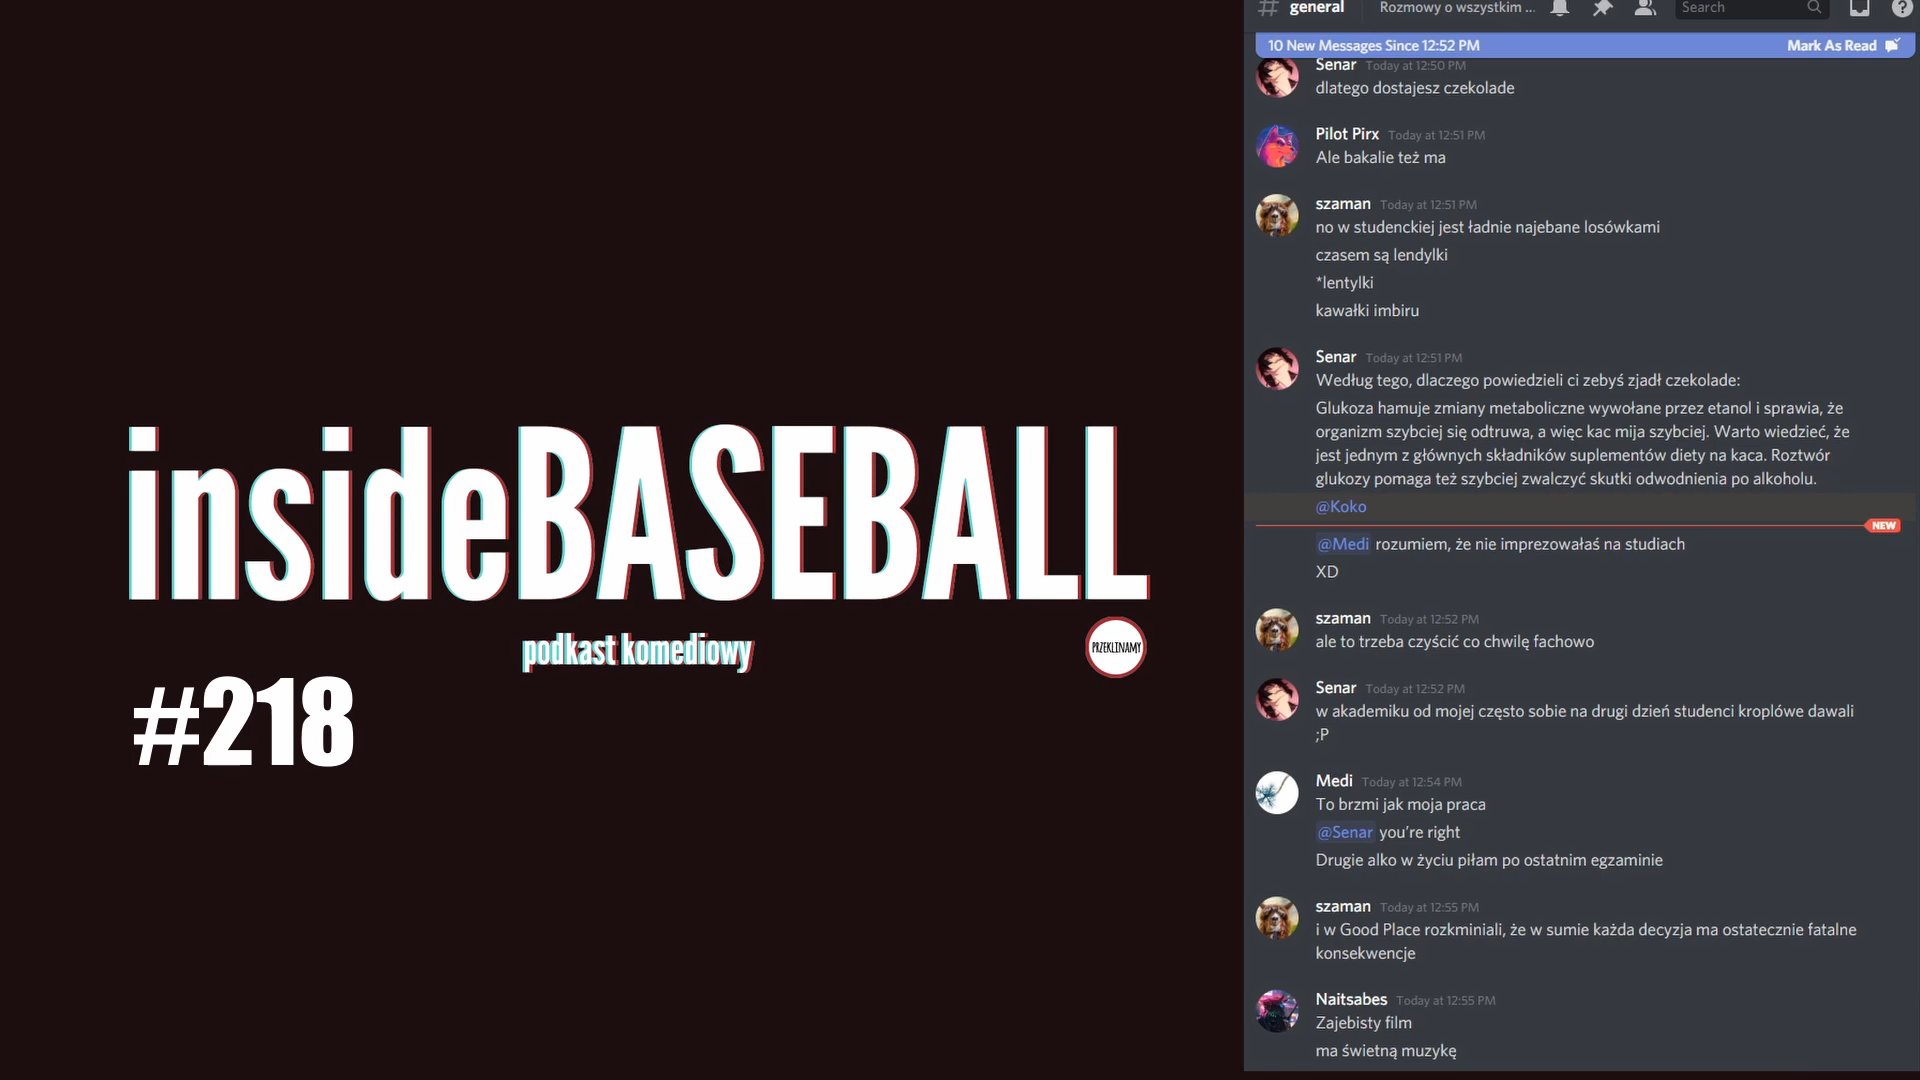 insideBASEBALL
podkast komediowy
PRZEKLINAMY
#218
# general Rozmowy o wszystkim ... Search
10 New Messages Since 12:52 PM Mark As Read
Senar Today at 12:50 PM
dlatego dostajesz czekolade
Pilot Pirx Today at 12:51 PM
Ale bakalie też ma
szaman Today at 12:51 PM
no w studenckiej jest ładnie najebane losówkami
czasem są lendylki
*lentylki
kawałki imbiru
Senar Today at 12:51 PM
Według tego, dlaczego powiedzieli ci zebyś zjadł czekolade:
Glukoza hamuje zmiany metaboliczne wywołane przez etanol i sprawia, że
organizm szybciej się odtruwa, a więc kac mija szybciej. Warto wiedzieć, że
jest jednym z głównych składników suplementów diety na kaca. Roztwór
glukozy pomaga też szybciej zwalczyć skutki odwodnienia po alkoholu.
@Koko
NEW
@Medi rozumiem, że nie imprezowałaś na studiach
XD
szaman Today at 12:52 PM
ale to trzeba czyścić co chwilę fachowo
Senar Today at 12:52 PM
w akademiku od mojej często sobie na drugi dzień studenci kroplówe dawali
;P
Medi Today at 12:54 PM
To brzmi jak moja praca
@Senar you're right
Drugie alko w życiu piłam po ostatnim egzaminie
szaman Today at 12:55 PM
i w Good Place rozkminiali, że w sumie każda decyzja ma ostatecznie fatalne
konsekwencje
Naitsabes Today at 12:55 PM
Zajebisty film
ma świetną muzykę